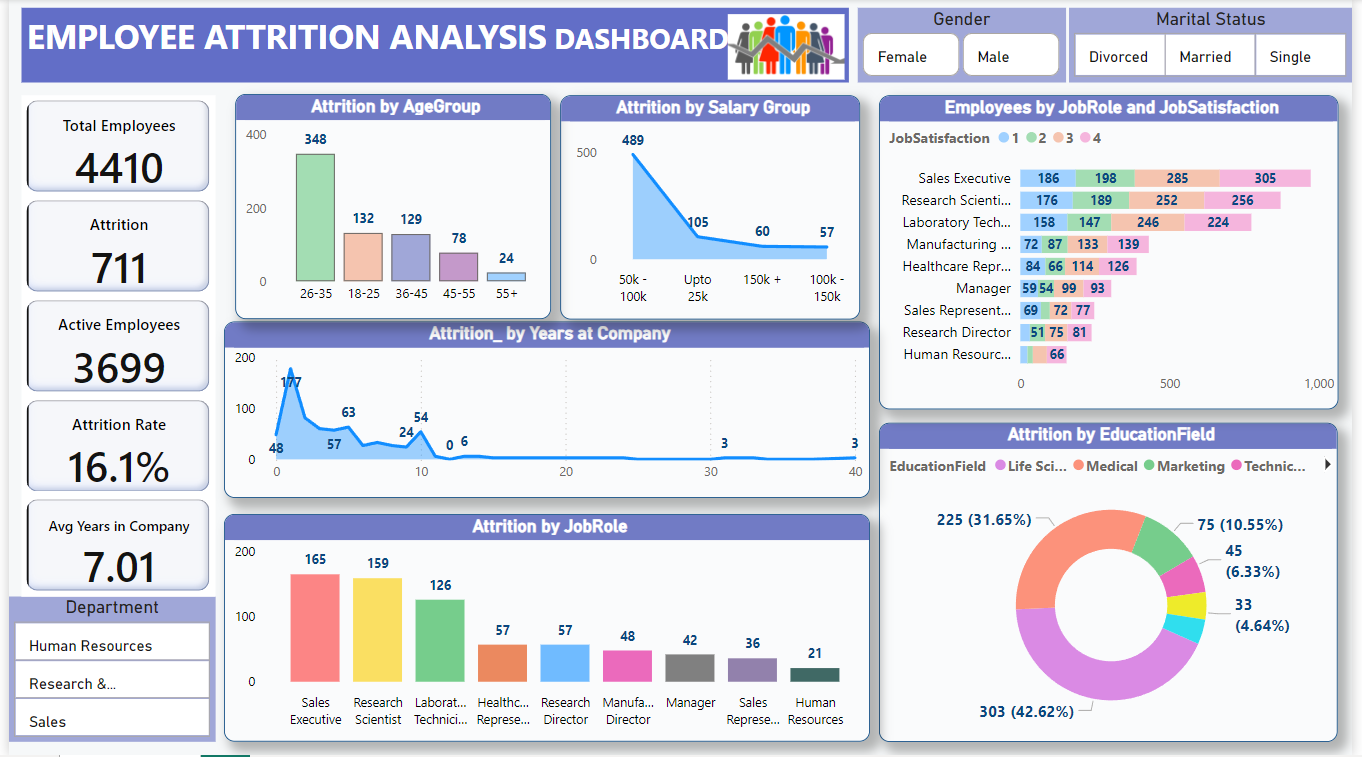 EMPLOYEE ATTRITION ANALYSIS DASHBOARD
Gender
Female
Male
Marital Status
Divorced
Married
Single
Total Employees
4410
Attrition
711
Active Employees
3699
Attrition Rate
16.1%
Avg Years in Company
7.01
Department
Human Resources
Research &...
Sales
Attrition by AgeGroup
400
200
0
348
132
129
78
24
26-35
18-25
36-45
45-55
55+
Attrition by Salary Group
500
0
489
105
60
57
50k -
100k
Upto
25k
150k +
100k -
150k
Attrition_ by Years at Company
200
100
0
48
177
57
63
24
54
0
6
3
3
0
10
20
30
40
Attrition by JobRole
200
100
0
165
159
126
57
57
48
42
36
21
Sales
Executive
Research
Scientist
Laborat...
Technici...
Healthc...
Represe...
Research
Director
Manufa...
Director
Manager
Sales
Represe...
Human
Resources
Employees by JobRole and JobSatisfaction
JobSatisfaction 1 2 3 4
Sales Executive 186 198 285 305
Research Scienti... 176 189 252 256
Laboratory Tech... 158 147 246 224
Manufacturing ... 72 87 133 139
Healthcare Repr... 84 66 114 126
Manager 59 54 99 93
Sales Represent... 69 72 77
Research Director 51 75 81
Human Resourc... 66
0
500
1,000
Attrition by EducationField
EducationField Life Sci... Medical Marketing Technic...
225 (31.65%)
75 (10.55%)
45
(6.33%)
33
(4.64%)
303 (42.62%)